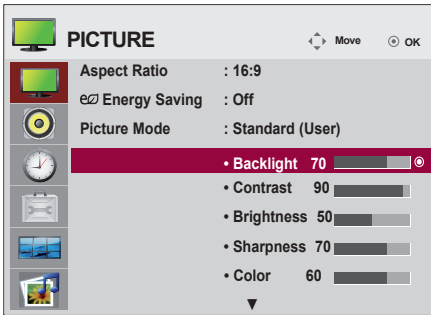 PICTURE
Move
OK
Aspect Ratio : 16:9
Energy Saving : Off
Picture Mode : Standard (User)
• Backlight 70
• Contrast 90
• Brightness 50
• Sharpness 70
• Color 60